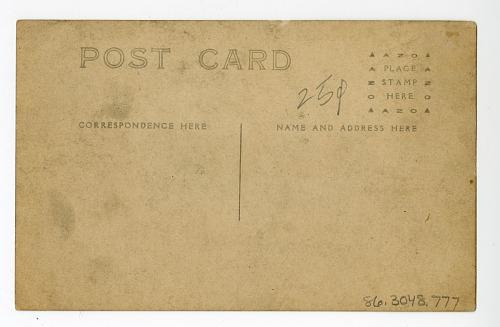 POST CARD
▲ A Z O ▲
A PLACE A
Z STAMP Z
O HERE O
▲ A Z O ▲
25¢
CORRESPONDENCE HERE
NAME AND ADDRESS HERE
86.3048.777